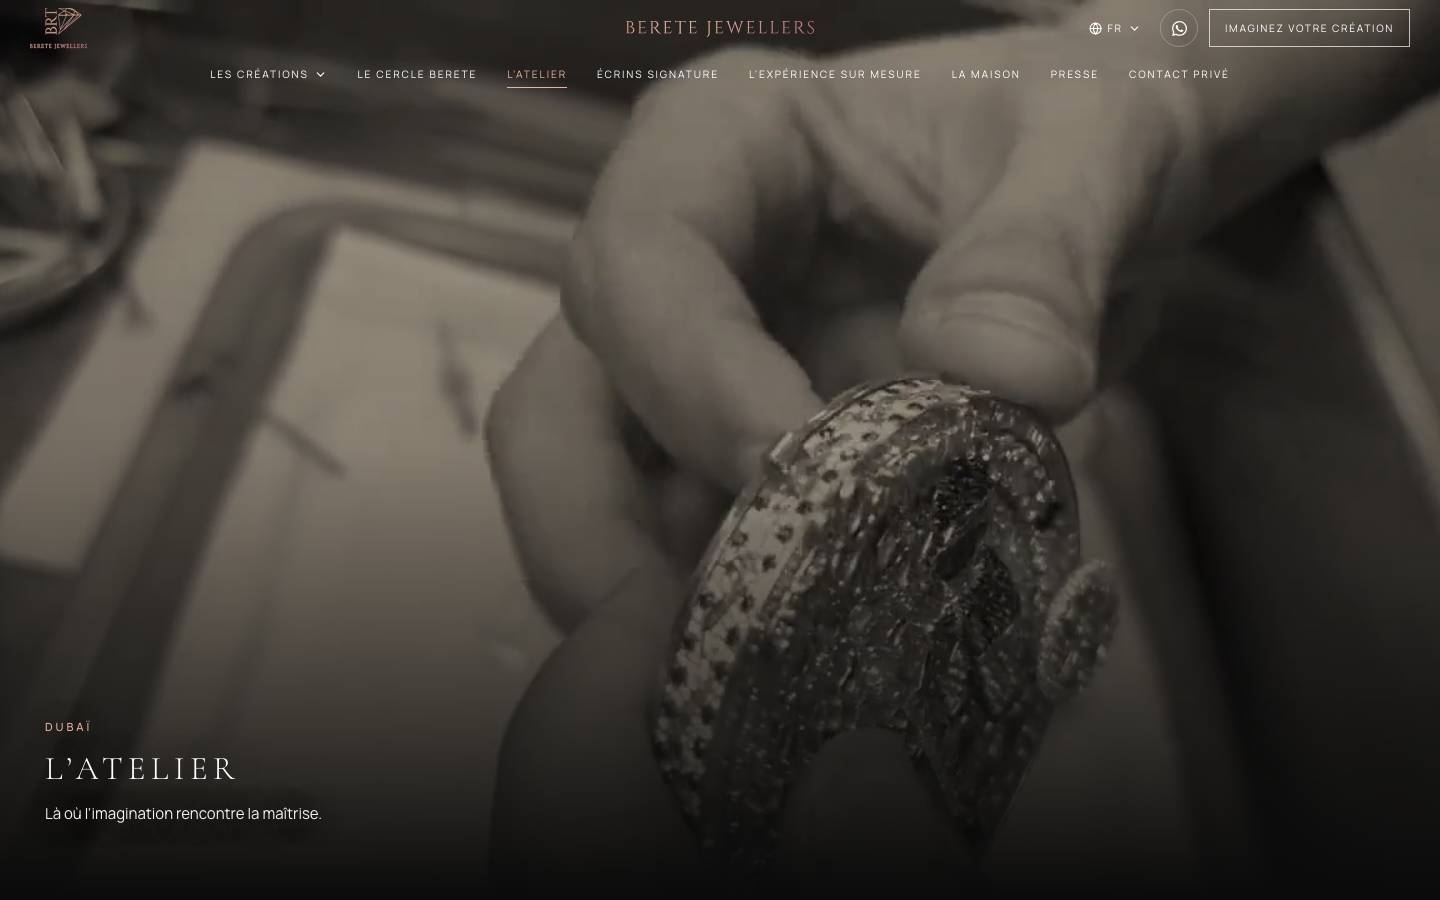 BRT
BERETE JEWELLERS
BERETE JEWELLERS
FR
IMAGINEZ VOTRE CRÉATION
LES CRÉATIONS
LE CERCLE BERETE
L'ATELIER
ÉCRINS SIGNATURE
L'EXPÉRIENCE SUR MESURE
LA MAISON
PRESSE
CONTACT PRIVÉ
DUBAÏ
L’ATELIER
Là où l'imagination rencontre la maîtrise.